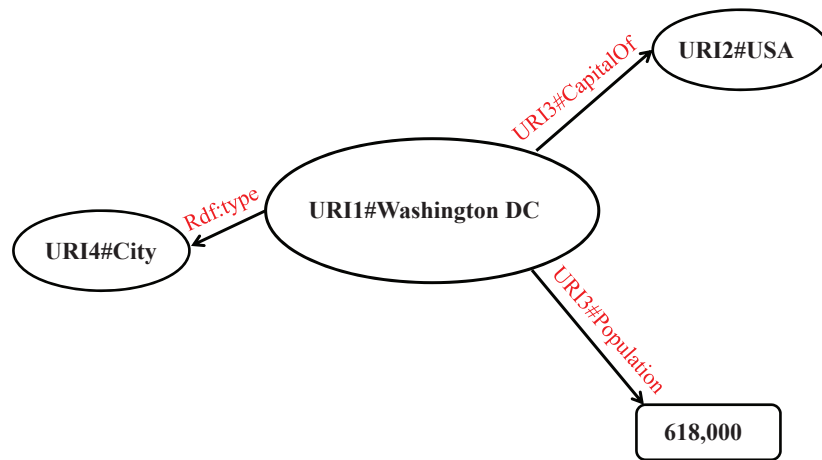 URI2#USA
URI3#CapitalOf
Rdf:type
URI1#Washington DC
URI4#City
URI3#Population
618,000